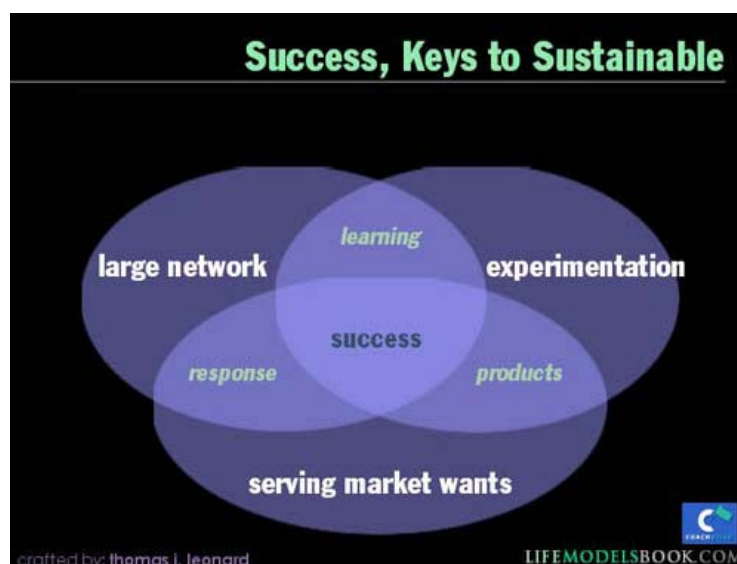 Success, Keys to Sustainable
learning
large network
experimentation
success
response
products
serving market wants
COACH
crafted by: thomas j. leonard
LIFEMODELSBOOK.COM